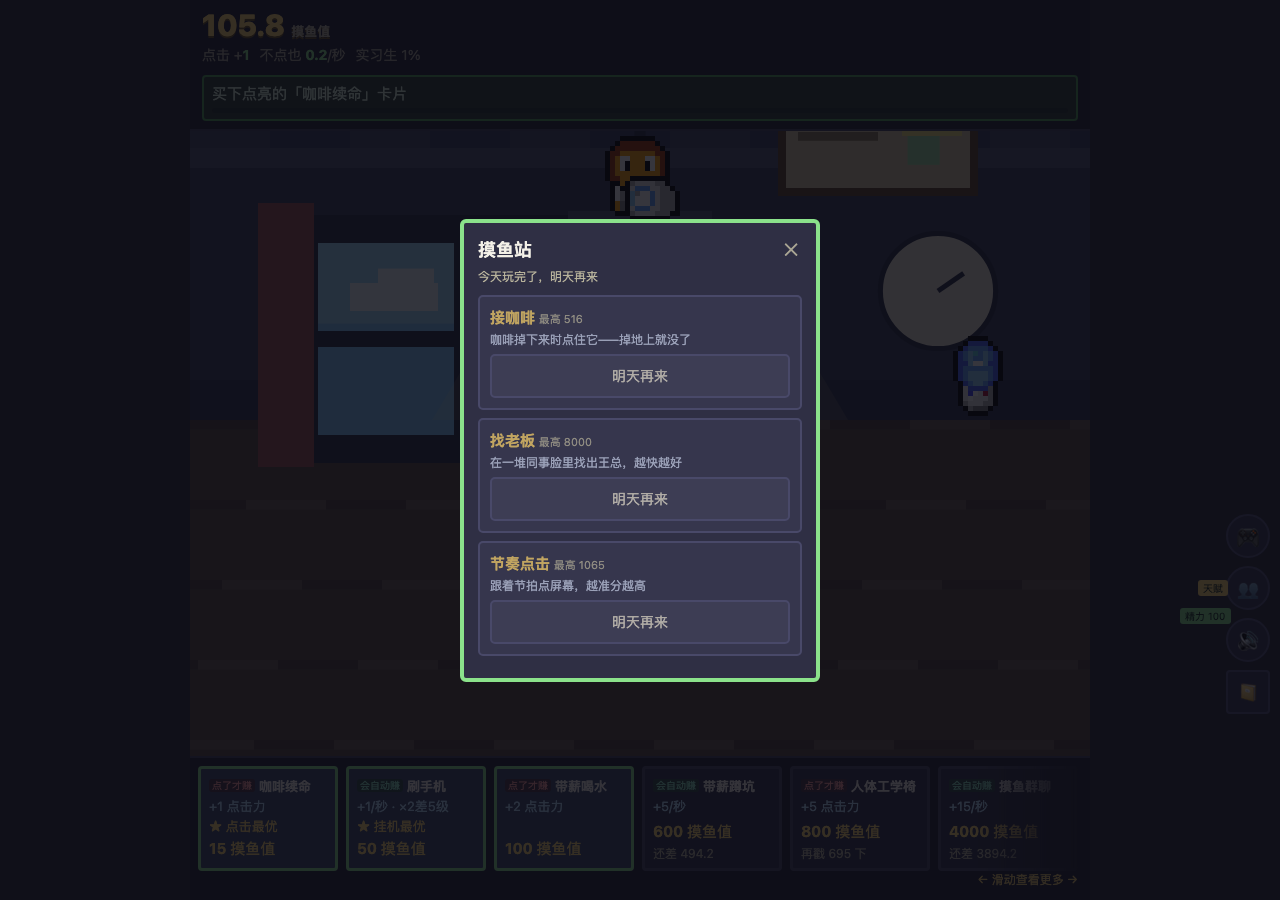 105.8 摸鱼值
点击 +1 不点也 0.2/秒 实习生 1%
买下点亮的「咖啡续命」卡片
摸鱼站
今天玩完了，明天再来
接咖啡 最高 516
咖啡掉下来时点住它——掉地上就没了
明天再来
找老板 最高 8000
在一堆同事脸里找出王总，越快越好
明天再来
节奏点击 最高 1065
跟着节拍点屏幕，越准分越高
明天再来
天赋
精力 100
点了才赚 咖啡续命
+1 点击力
★ 点击最优
15 摸鱼值
会自动赚 刷手机
+1/秒 · ×2差5级
★ 挂机最优
50 摸鱼值
点了才赚 带薪喝水
+2 点击力
100 摸鱼值
会自动赚 带薪蹲坑
+5/秒
600 摸鱼值
还差 494.2
点了才赚 人体工学椅
+5 点击力
800 摸鱼值
再戳 695 下
会自动赚 摸鱼群聊
+15/秒
4000 摸鱼值
还差 3894.2
← 滑动查看更多 →